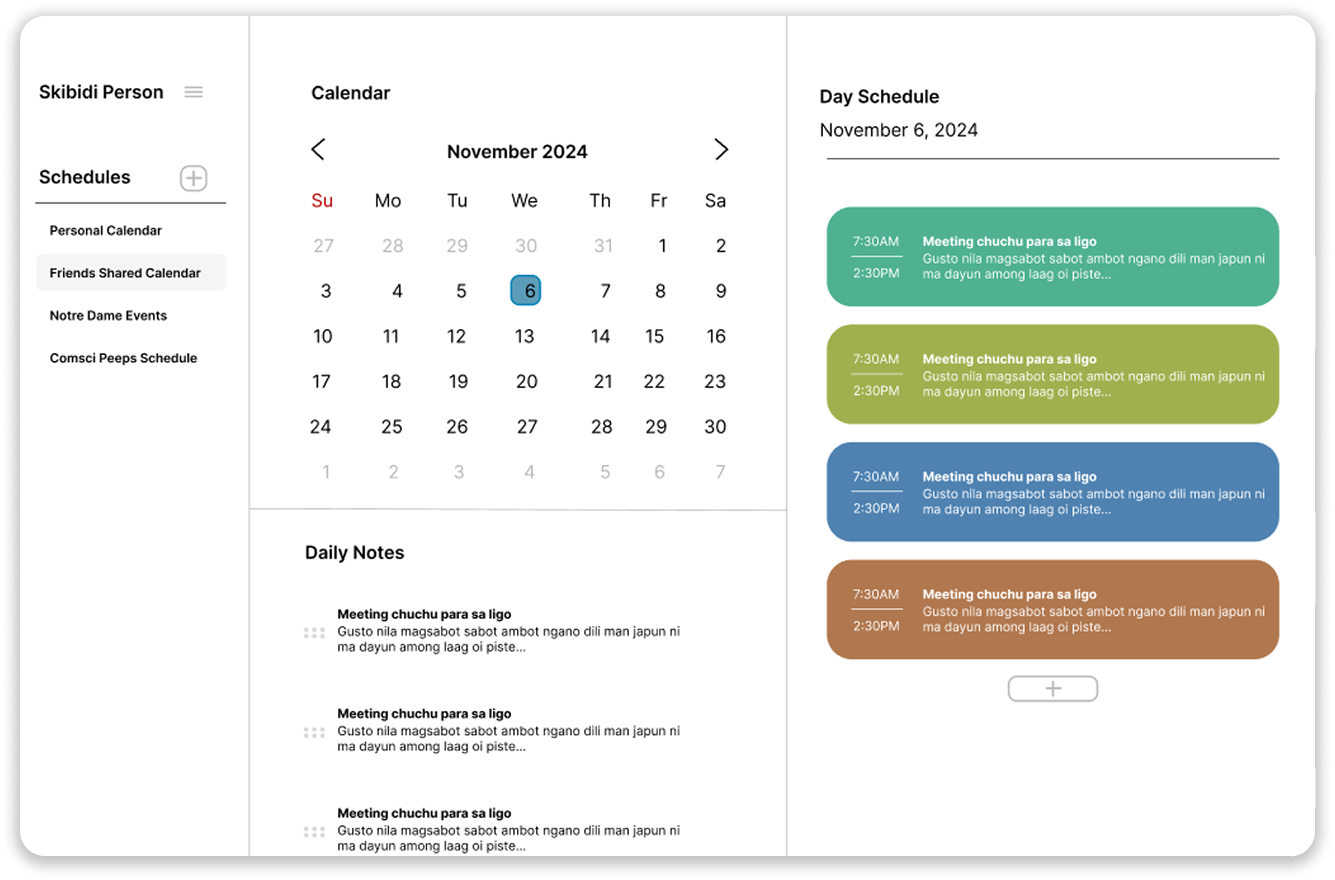 Skibidi Person
Schedules
Personal Calendar
Friends Shared Calendar
Notre Dame Events
Comsci Peeps Schedule
Calendar
November 2024
Su Mo Tu We Th Fr Sa
27 28 29 30 31 1 2
3 4 5 6 7 8 9
10 11 12 13 14 15 16
17 18 19 20 21 22 23
24 25 26 27 28 29 30
1 2 3 4 5 6 7
Daily Notes
Meeting chuchu para sa ligo
Gusto nila magsabot sabot ambot ngano dili man japun ni
ma dayun among laag oi piste...
Meeting chuchu para sa ligo
Gusto nila magsabot sabot ambot ngano dili man japun ni
ma dayun among laag oi piste...
Meeting chuchu para sa ligo
Gusto nila magsabot sabot ambot ngano dili man japun ni
ma dayun among laag oi piste...
Day Schedule
November 6, 2024
7:30AM
2:30PM
Meeting chuchu para sa ligo
Gusto nila magsabot sabot ambot ngano dili man japun ni
ma dayun among laag oi piste...
7:30AM
2:30PM
Meeting chuchu para sa ligo
Gusto nila magsabot sabot ambot ngano dili man japun ni
ma dayun among laag oi piste...
7:30AM
2:30PM
Meeting chuchu para sa ligo
Gusto nila magsabot sabot ambot ngano dili man japun ni
ma dayun among laag oi piste...
7:30AM
2:30PM
Meeting chuchu para sa ligo
Gusto nila magsabot sabot ambot ngano dili man japun ni
ma dayun among laag oi piste...